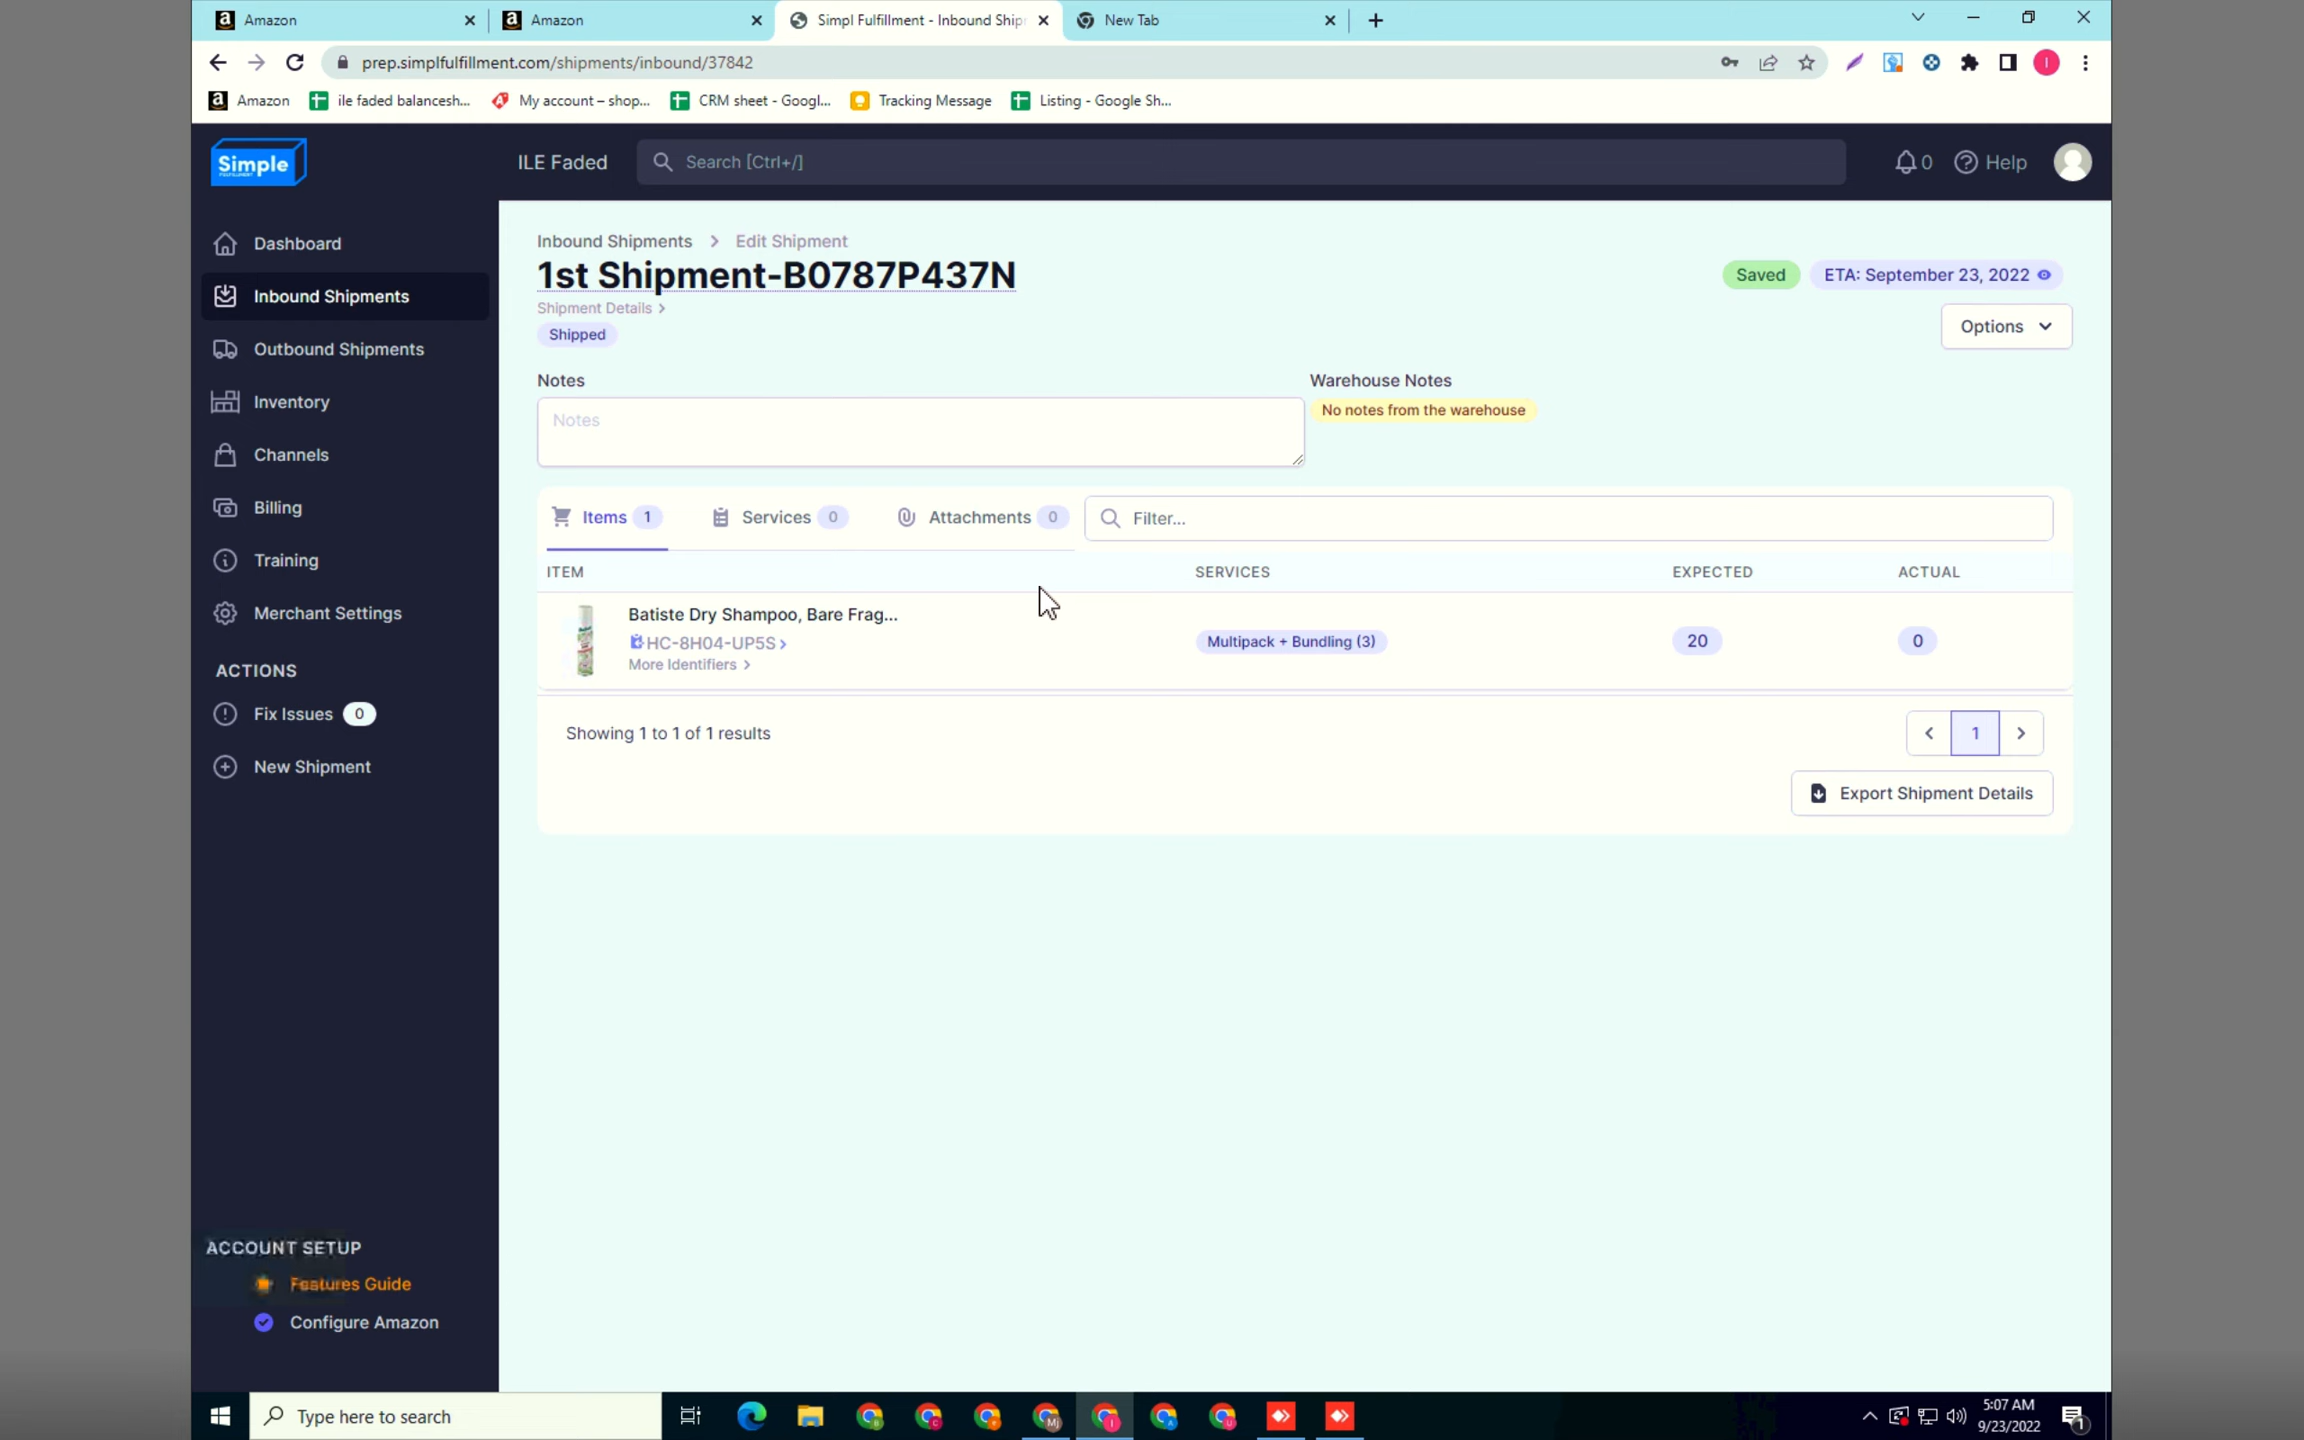 Amazon
Amazon
Simpl Fulfillment - Inbound Ship
New Tab
prep.simplfulfillment.com/shipments/inbound/37842
Amazon
ile faded balancesh...
My account – shop...
CRM sheet - Googl...
Tracking Message
Listing - Google Sh...
Simple
ILE Faded
Search [Ctrl+/]
0
Help
Dashboard
Inbound Shipments
Outbound Shipments
Inventory
Channels
Billing
Training
Merchant Settings
ACTIONS
Fix Issues 0
New Shipment
ACCOUNT SETUP
Features Guide
Configure Amazon
Inbound Shipments > Edit Shipment
1st Shipment-B0787P437N
Shipment Details >
Shipped
Saved
ETA: September 23, 2022
Options
Notes
Notes
Warehouse Notes
No notes from the warehouse
Items 1
Services 0
Attachments 0
Filter...
ITEM SERVICES EXPECTED ACTUAL
Batiste Dry Shampoo, Bare Frag...
HC-8H04-UP5S >
More Identifiers >
Multipack + Bundling (3)
20
0
Showing 1 to 1 of 1 results
< 1 >
Export Shipment Details
Type here to search
5:07 AM
9/23/2022
1